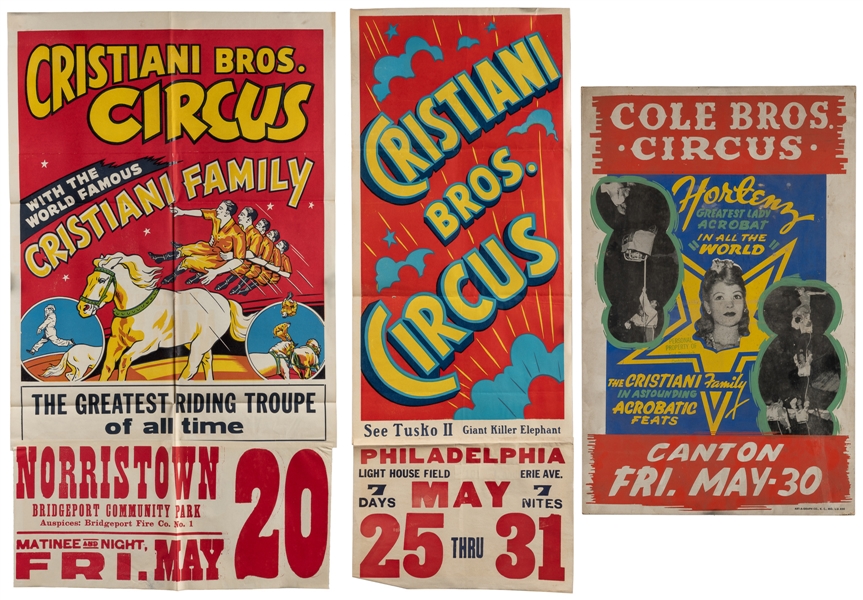 CRISTIANI BROS.
CIRCUS
WITH THE
WORLD FAMOUS
CRISTIANI FAMILY
THE GREATEST RIDING TROUPE
of all time
NORRISTOWN
BRIDGEPORT COMMUNITY PARK
Auspices: Bridgeport Fire Co. No. 1
MATINEE AND NIGHT,
FRI. MAY
20
CRISTIANI
BROS.
CIRCUS
See Tusko II Giant Killer Elephant
PHILADELPHIA
LIGHT HOUSE FIELD ERIE AVE.
7 DAYS MAY 7 NITES
25 THRU 31
COLE BROS.
·CIRCUS·
Hortenz
GREATEST LADY
ACROBAT
IN ALL THE
"WORLD"
THE CRISTIANI Family
IN ASTOUNDING
ACROBATIC
FEATS
CANTON
FRI. MAY-30